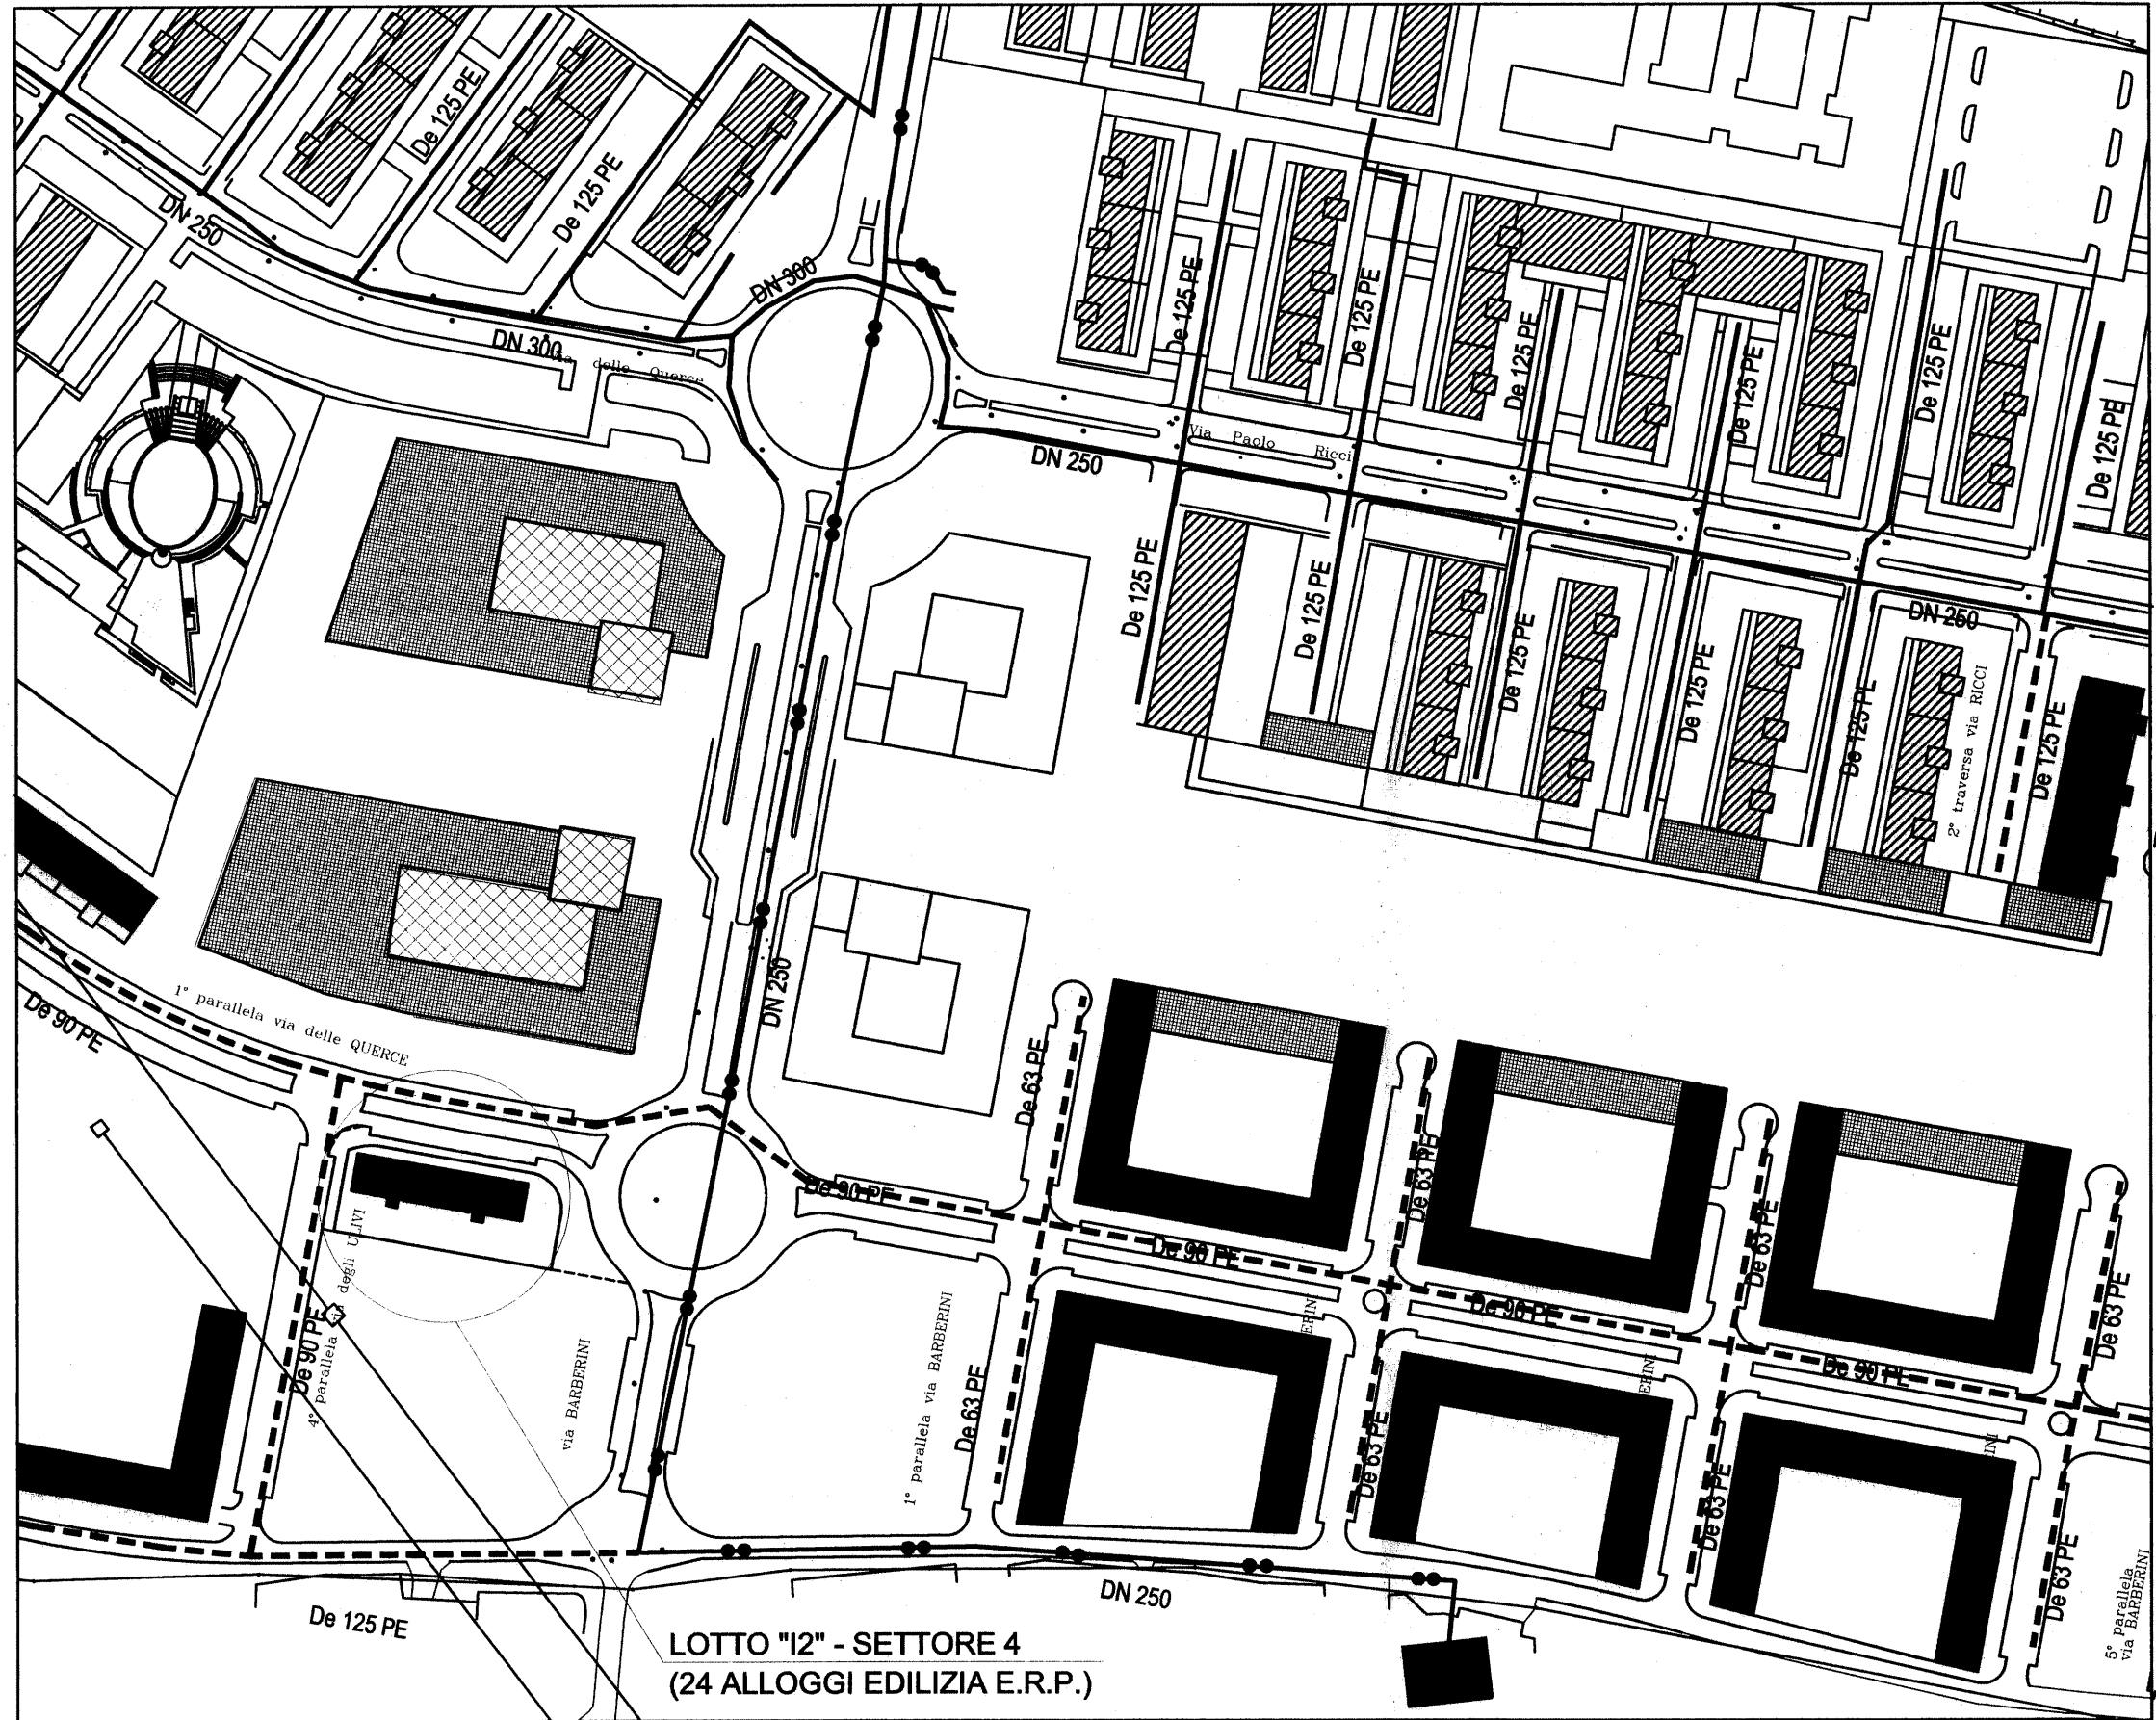 De 125 PE
De 125 PE
DN 250
DN 300
DN 300
via delle Querce
De 125 PE
De 125 PE
De 125 PE
De 125 PE
De 125 PE
De 125 PE
Via Paolo Ricci
DN 250
De 125 PE
De 125 PE
De 125 PE
De 125 PE
De 125 PE
DN 250
2° traversa via RICCI
De 125 PE
DN 250
De 90 PE
1° parallela via delle QUERCE
De 63 PE
De 63 PE
De 63 PE
De 63 PE
De 90 PE
De 90 PE
De 90 PE
De 90 PE
De 90 PE
4° parallela via degli ULIVI
via BARBERINI
1° parallela via BARBERINI
De 63 PE
ERINI
De 63 PE
ERINI
De 63 PE
INI
De 63 PE
5° parallela
via BARBERINI
De 125 PE
DN 250
LOTTO "I2" - SETTORE 4
(24 ALLOGGI EDILIZIA E.R.P.)